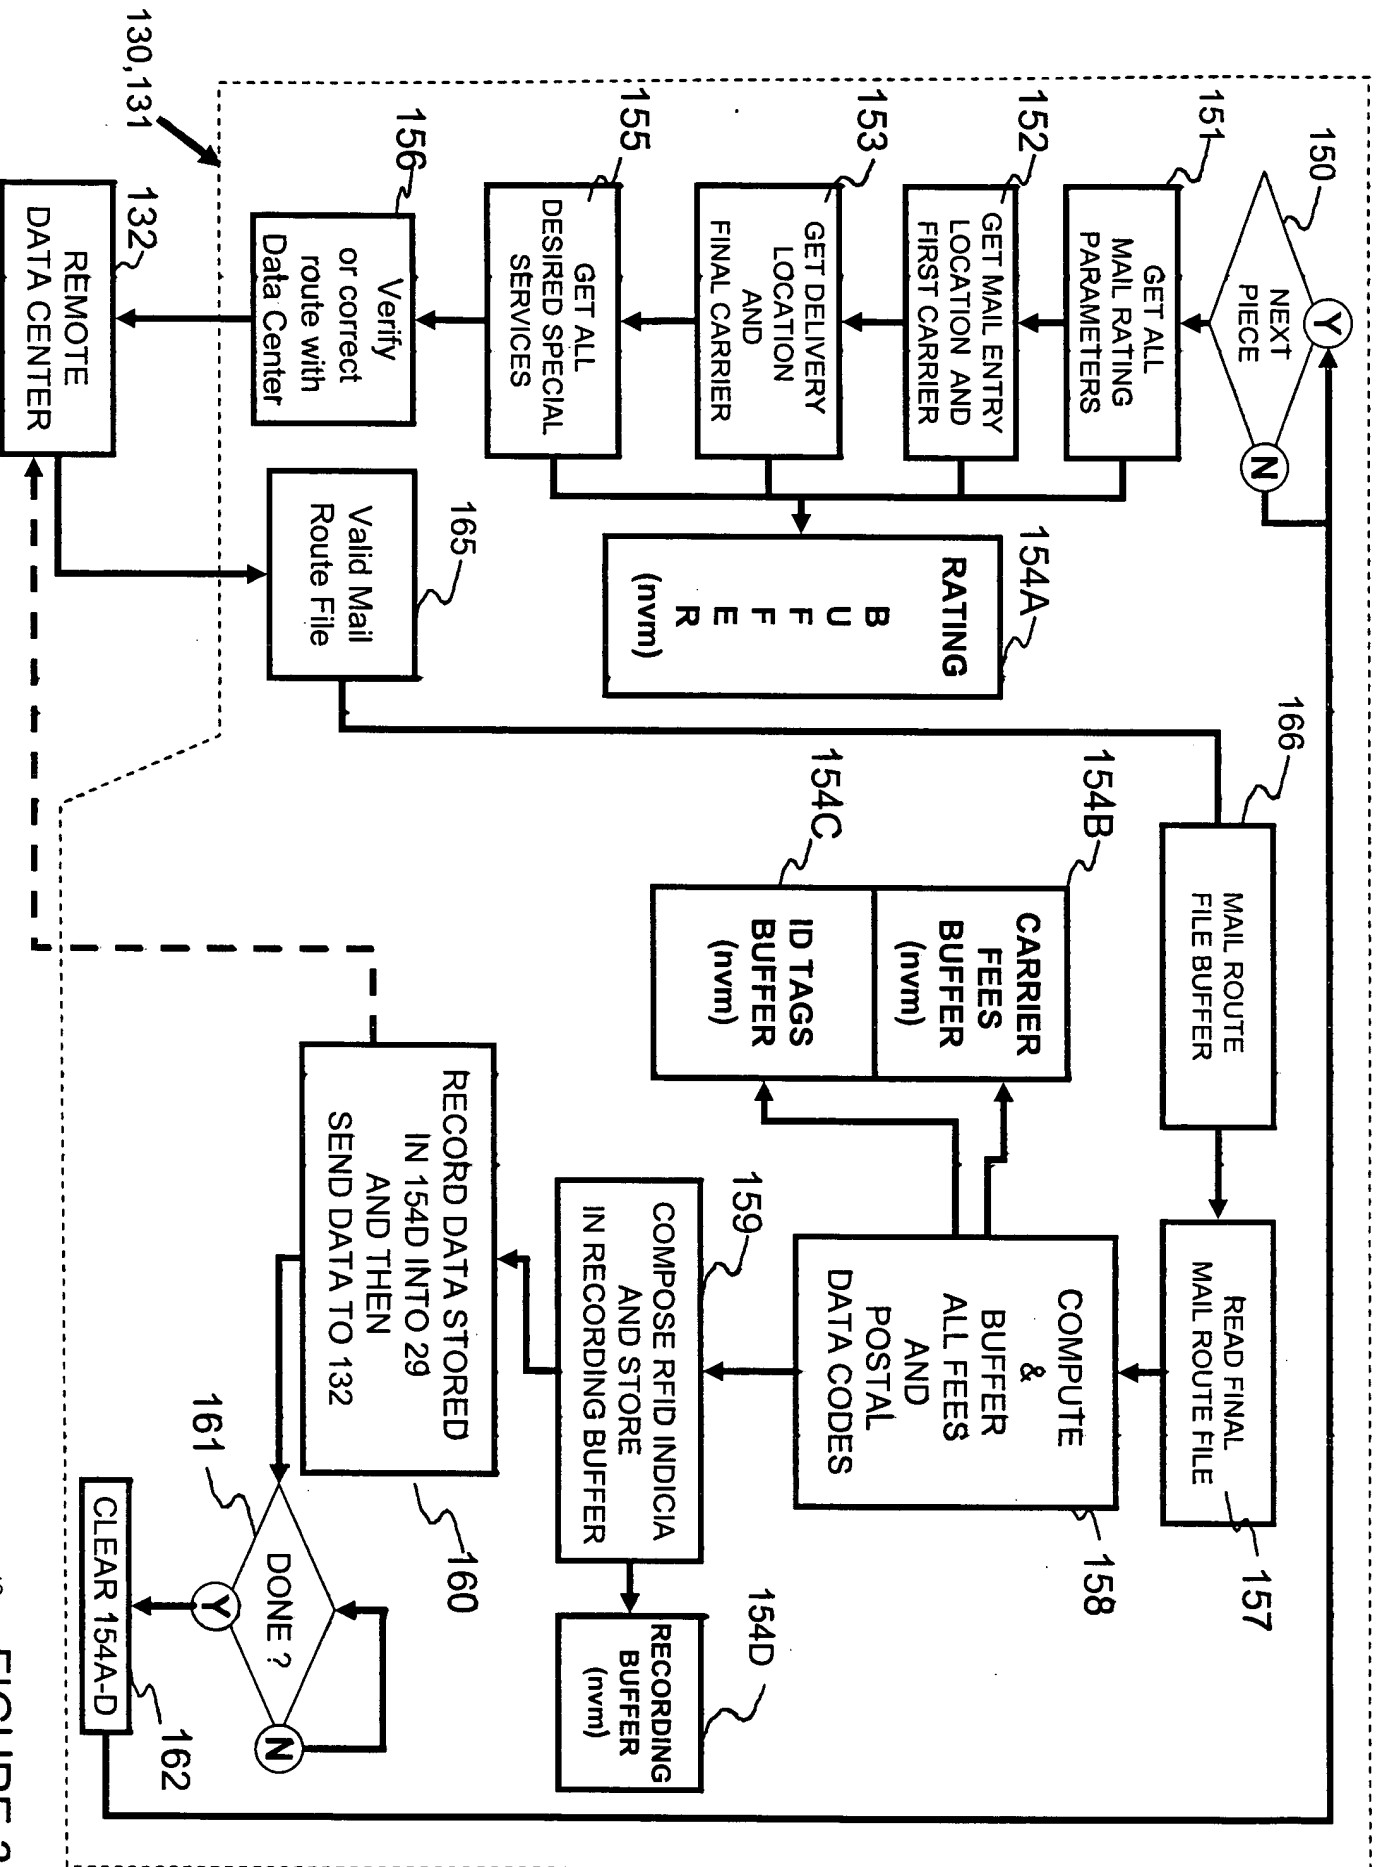 150
Y
NEXT
PIECE
N
151
GET ALL
MAIL RATING
PARAMETERS
152
GET MAIL ENTRY
LOCATION AND
FIRST CARRIER
153
GET DELIVERY
LOCATION
AND
FINAL CARRIER
155
GET ALL
DESIRED SPECIAL
SERVICES
156
Verify
or correct
route with
Data Center
130,131
132
REMOTE
DATA CENTER
154A
RATING
B
U
F
F
E
R
(nvm)
165
Valid Mail
Route File
166
MAIL ROUTE
FILE BUFFER
154B
CARRIER
FEES
BUFFER
(nvm)
154C
ID TAGS
BUFFER
(nvm)
READ FINAL
MAIL ROUTE FILE
157
COMPUTE
&
BUFFER
ALL FEES
AND
POSTAL
DATA CODES
158
159
COMPOSE RFID INDICIA
AND STORE
IN RECORDING BUFFER
154D
RECORDING
BUFFER
(nvm)
RECORD DATA STORED
IN 154D INTO 29
AND THEN
SEND DATA TO 132
160
161
DONE ?
Y
N
CLEAR 154A-D
162